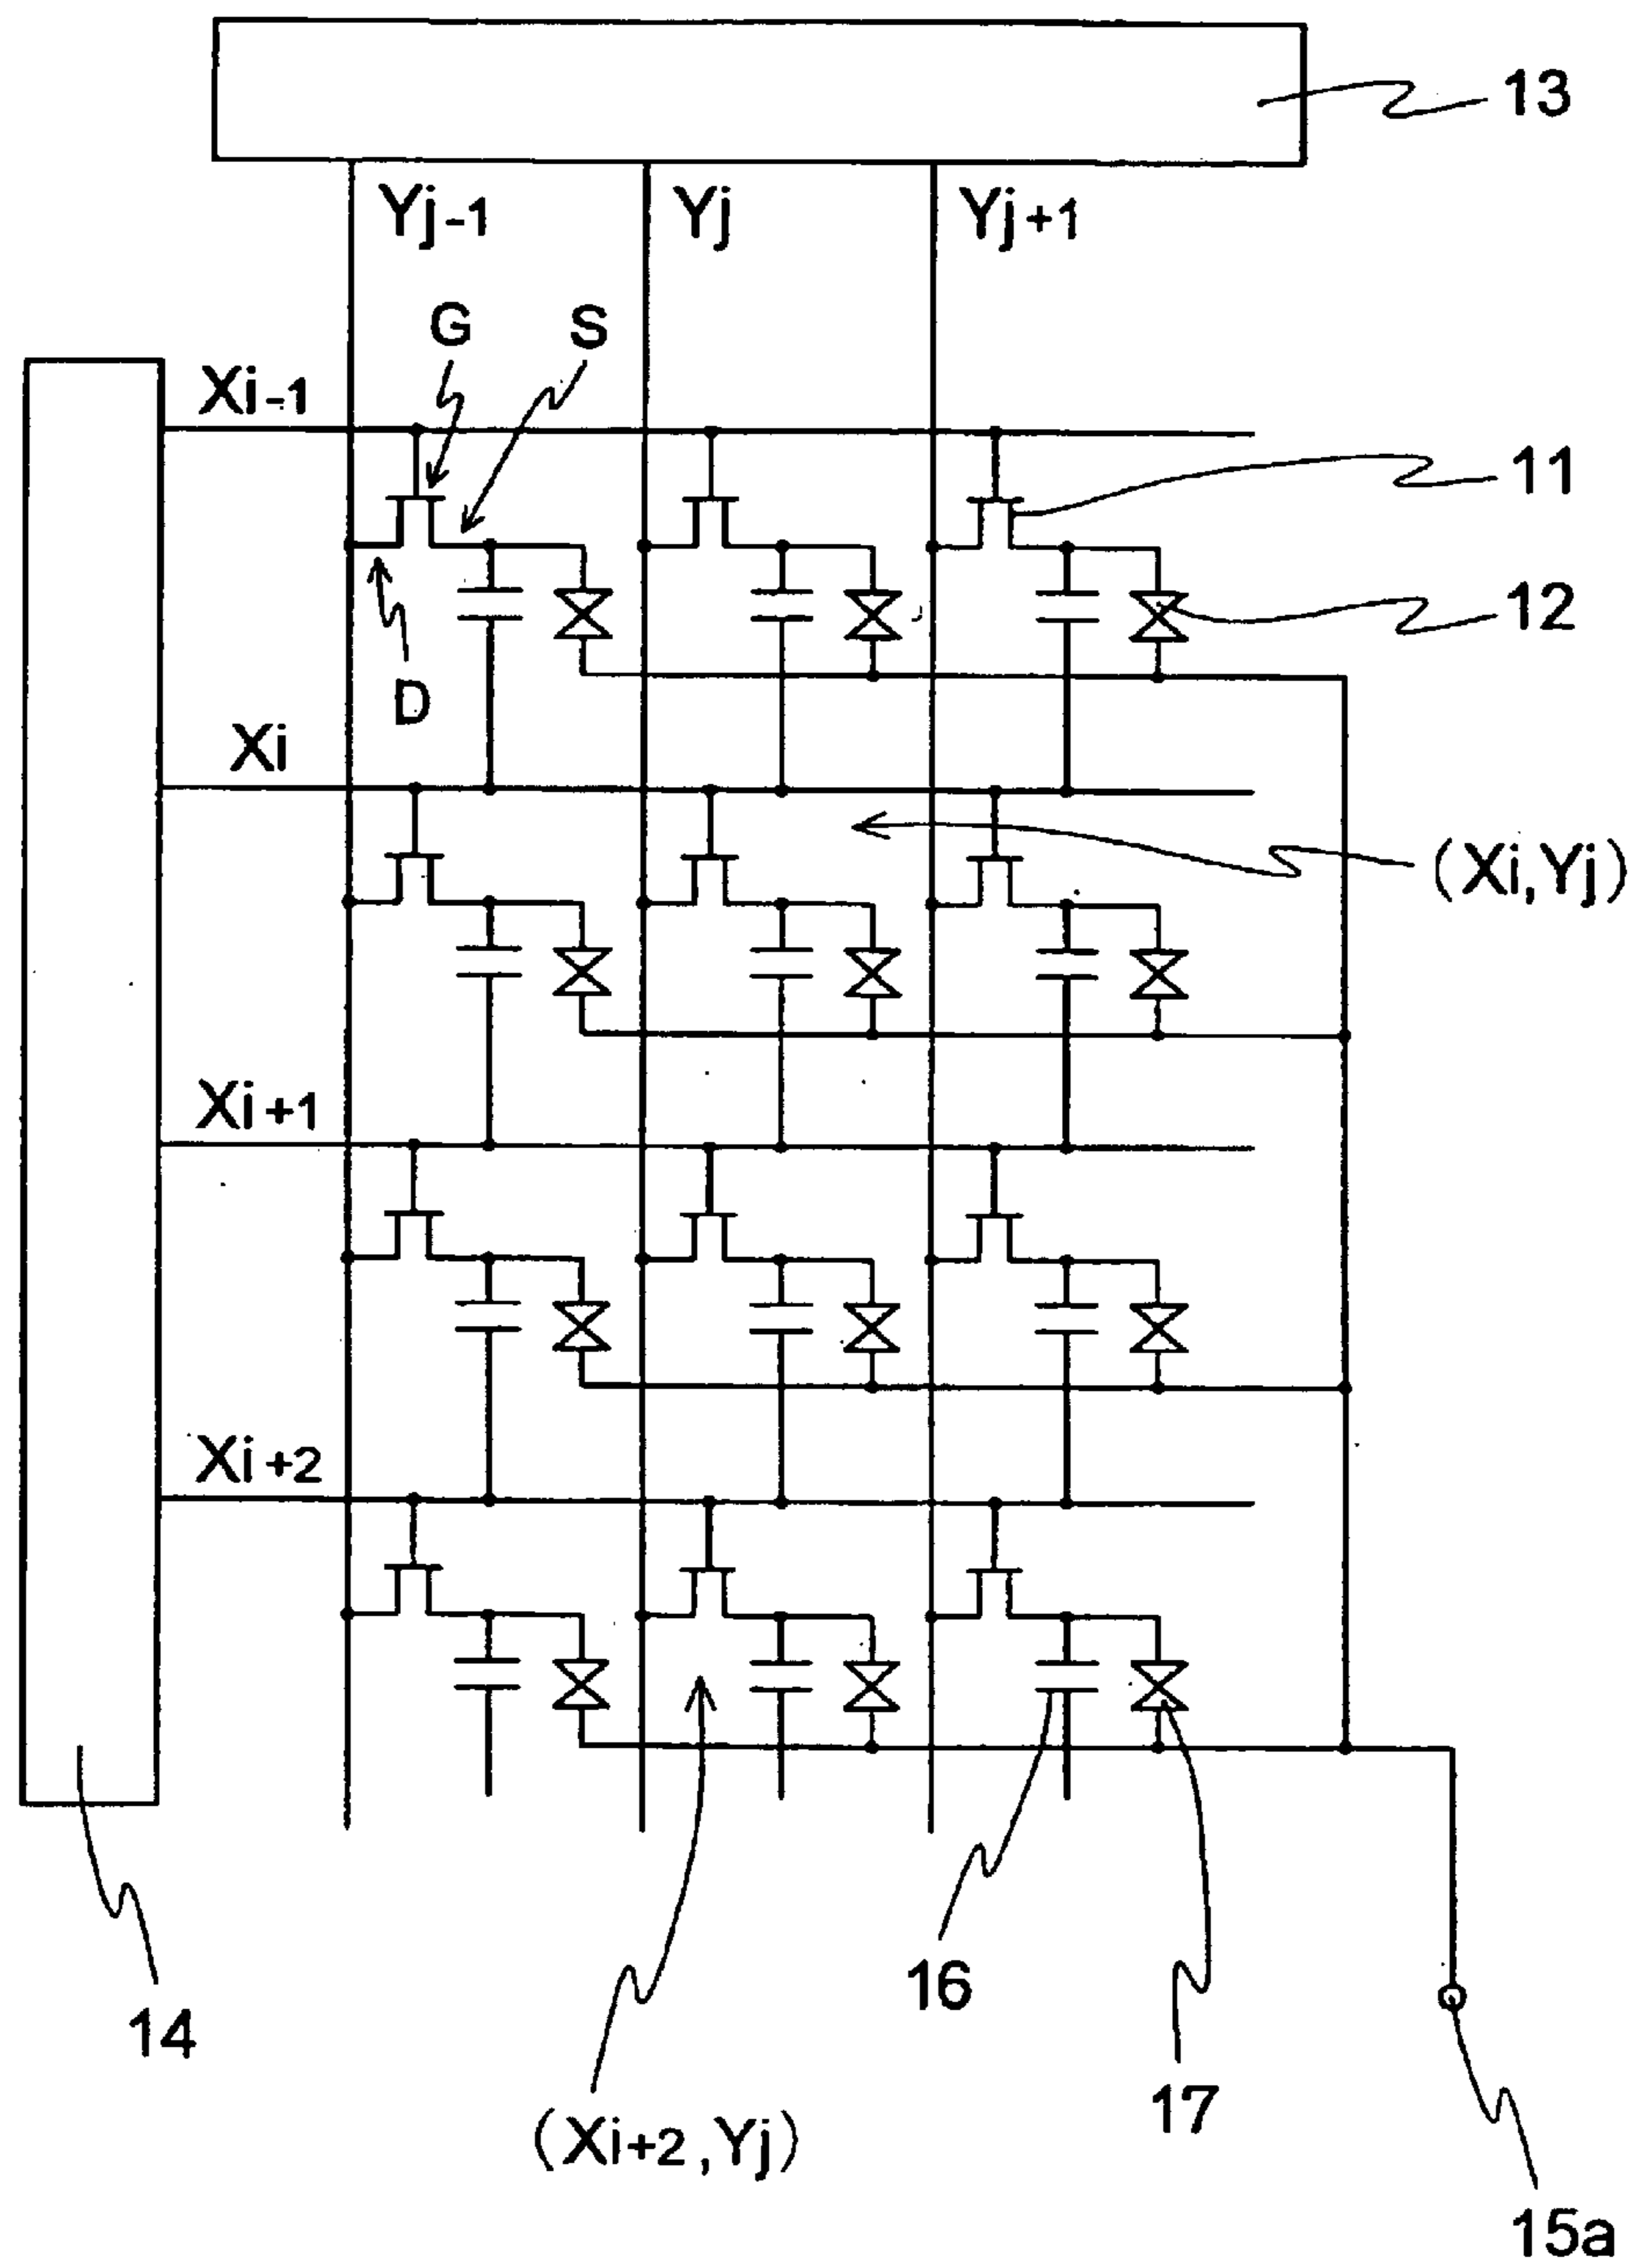 13
Yj-1
Yj
Yj+1
G
S
Xi-1
11
12
D
Xi
(Xi,Yj)
Xi+1
Xi+2
16
14
17
(Xi+2,Yj)
15a